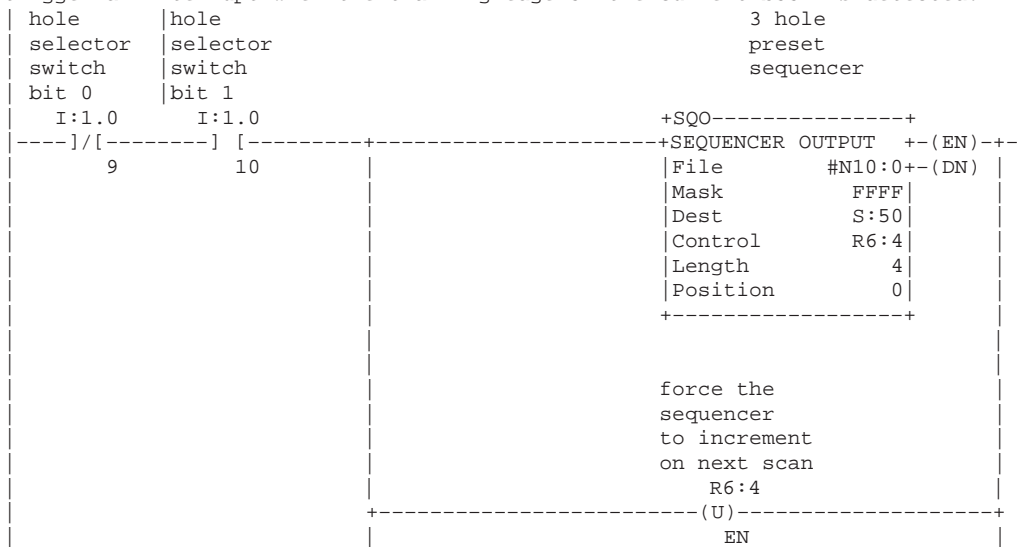 hole hole 3 hole
selector selector preset
switch switch sequencer
bit 0 bit 1
I:1.0 I:1.0 +SQO---------------+
|----]/[--------] [---------+----------------------+SEQUENCER OUTPUT +-(EN)-+-
9 10 |File #N10:0+-(DN) |
|Mask FFFF|
|Dest S:50|
|Control R6:4|
|Length 4|
|Position 0|
+------------------+
force the
sequencer
to increment
on next scan
R6:4
+-------------------------(U)--------------------+
EN